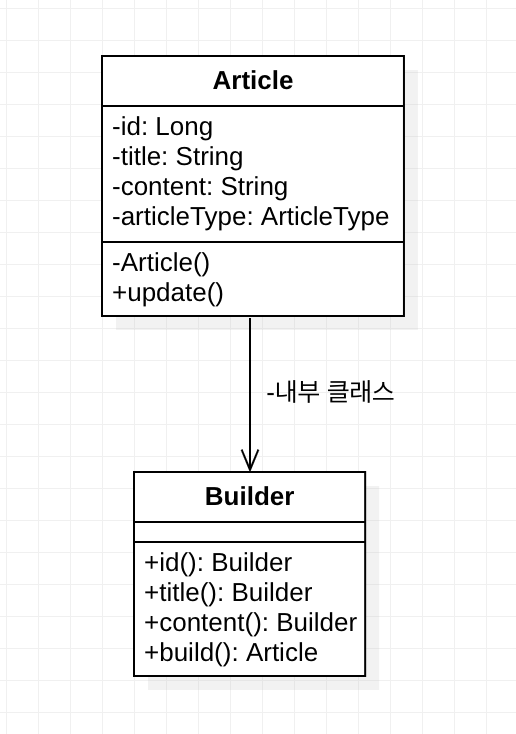 Article
-id: Long
-title: String
-content: String
-articleType: ArticleType
-Article()
+update()
-내부 클래스
Builder
+id(): Builder
+title(): Builder
+content(): Builder
+build(): Article